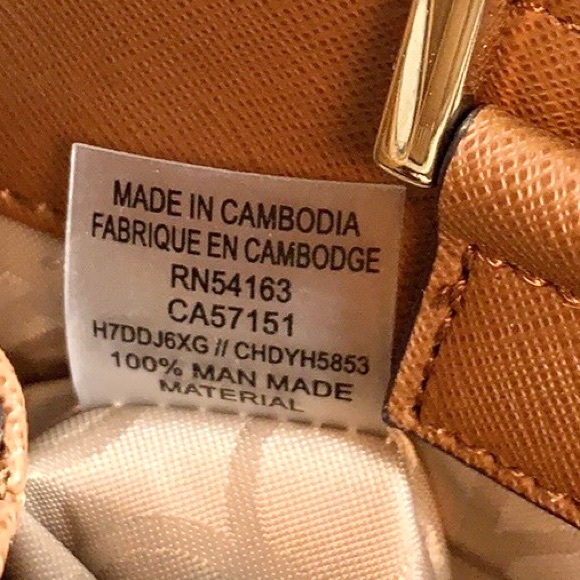 MADE IN CAMBODIA
FABRIQUE EN CAMBODGE
RN54163
CA57151
H7DDJ6XG // CHDYH5853
100% MAN MADE
MATERIAL